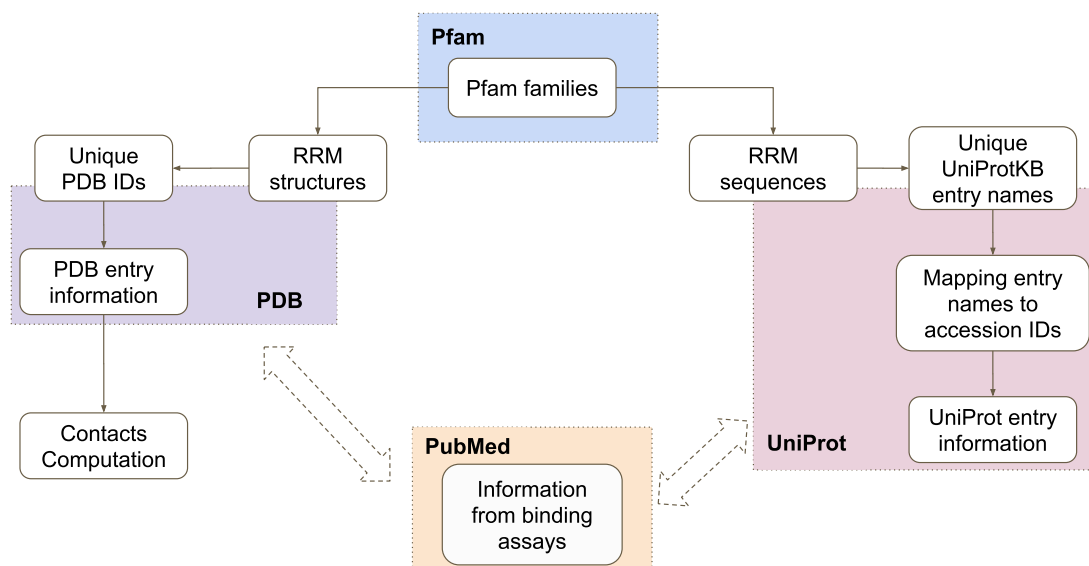 Pfam
Pfam families
Unique
PDB IDs
RRM
structures
RRM
sequences
Unique
UniProtKB
entry names
PDB entry
information
PDB
Mapping entry
names to
accession IDs
Contacts
Computation
PubMed
Information
from binding
assays
UniProt entry
information
UniProt